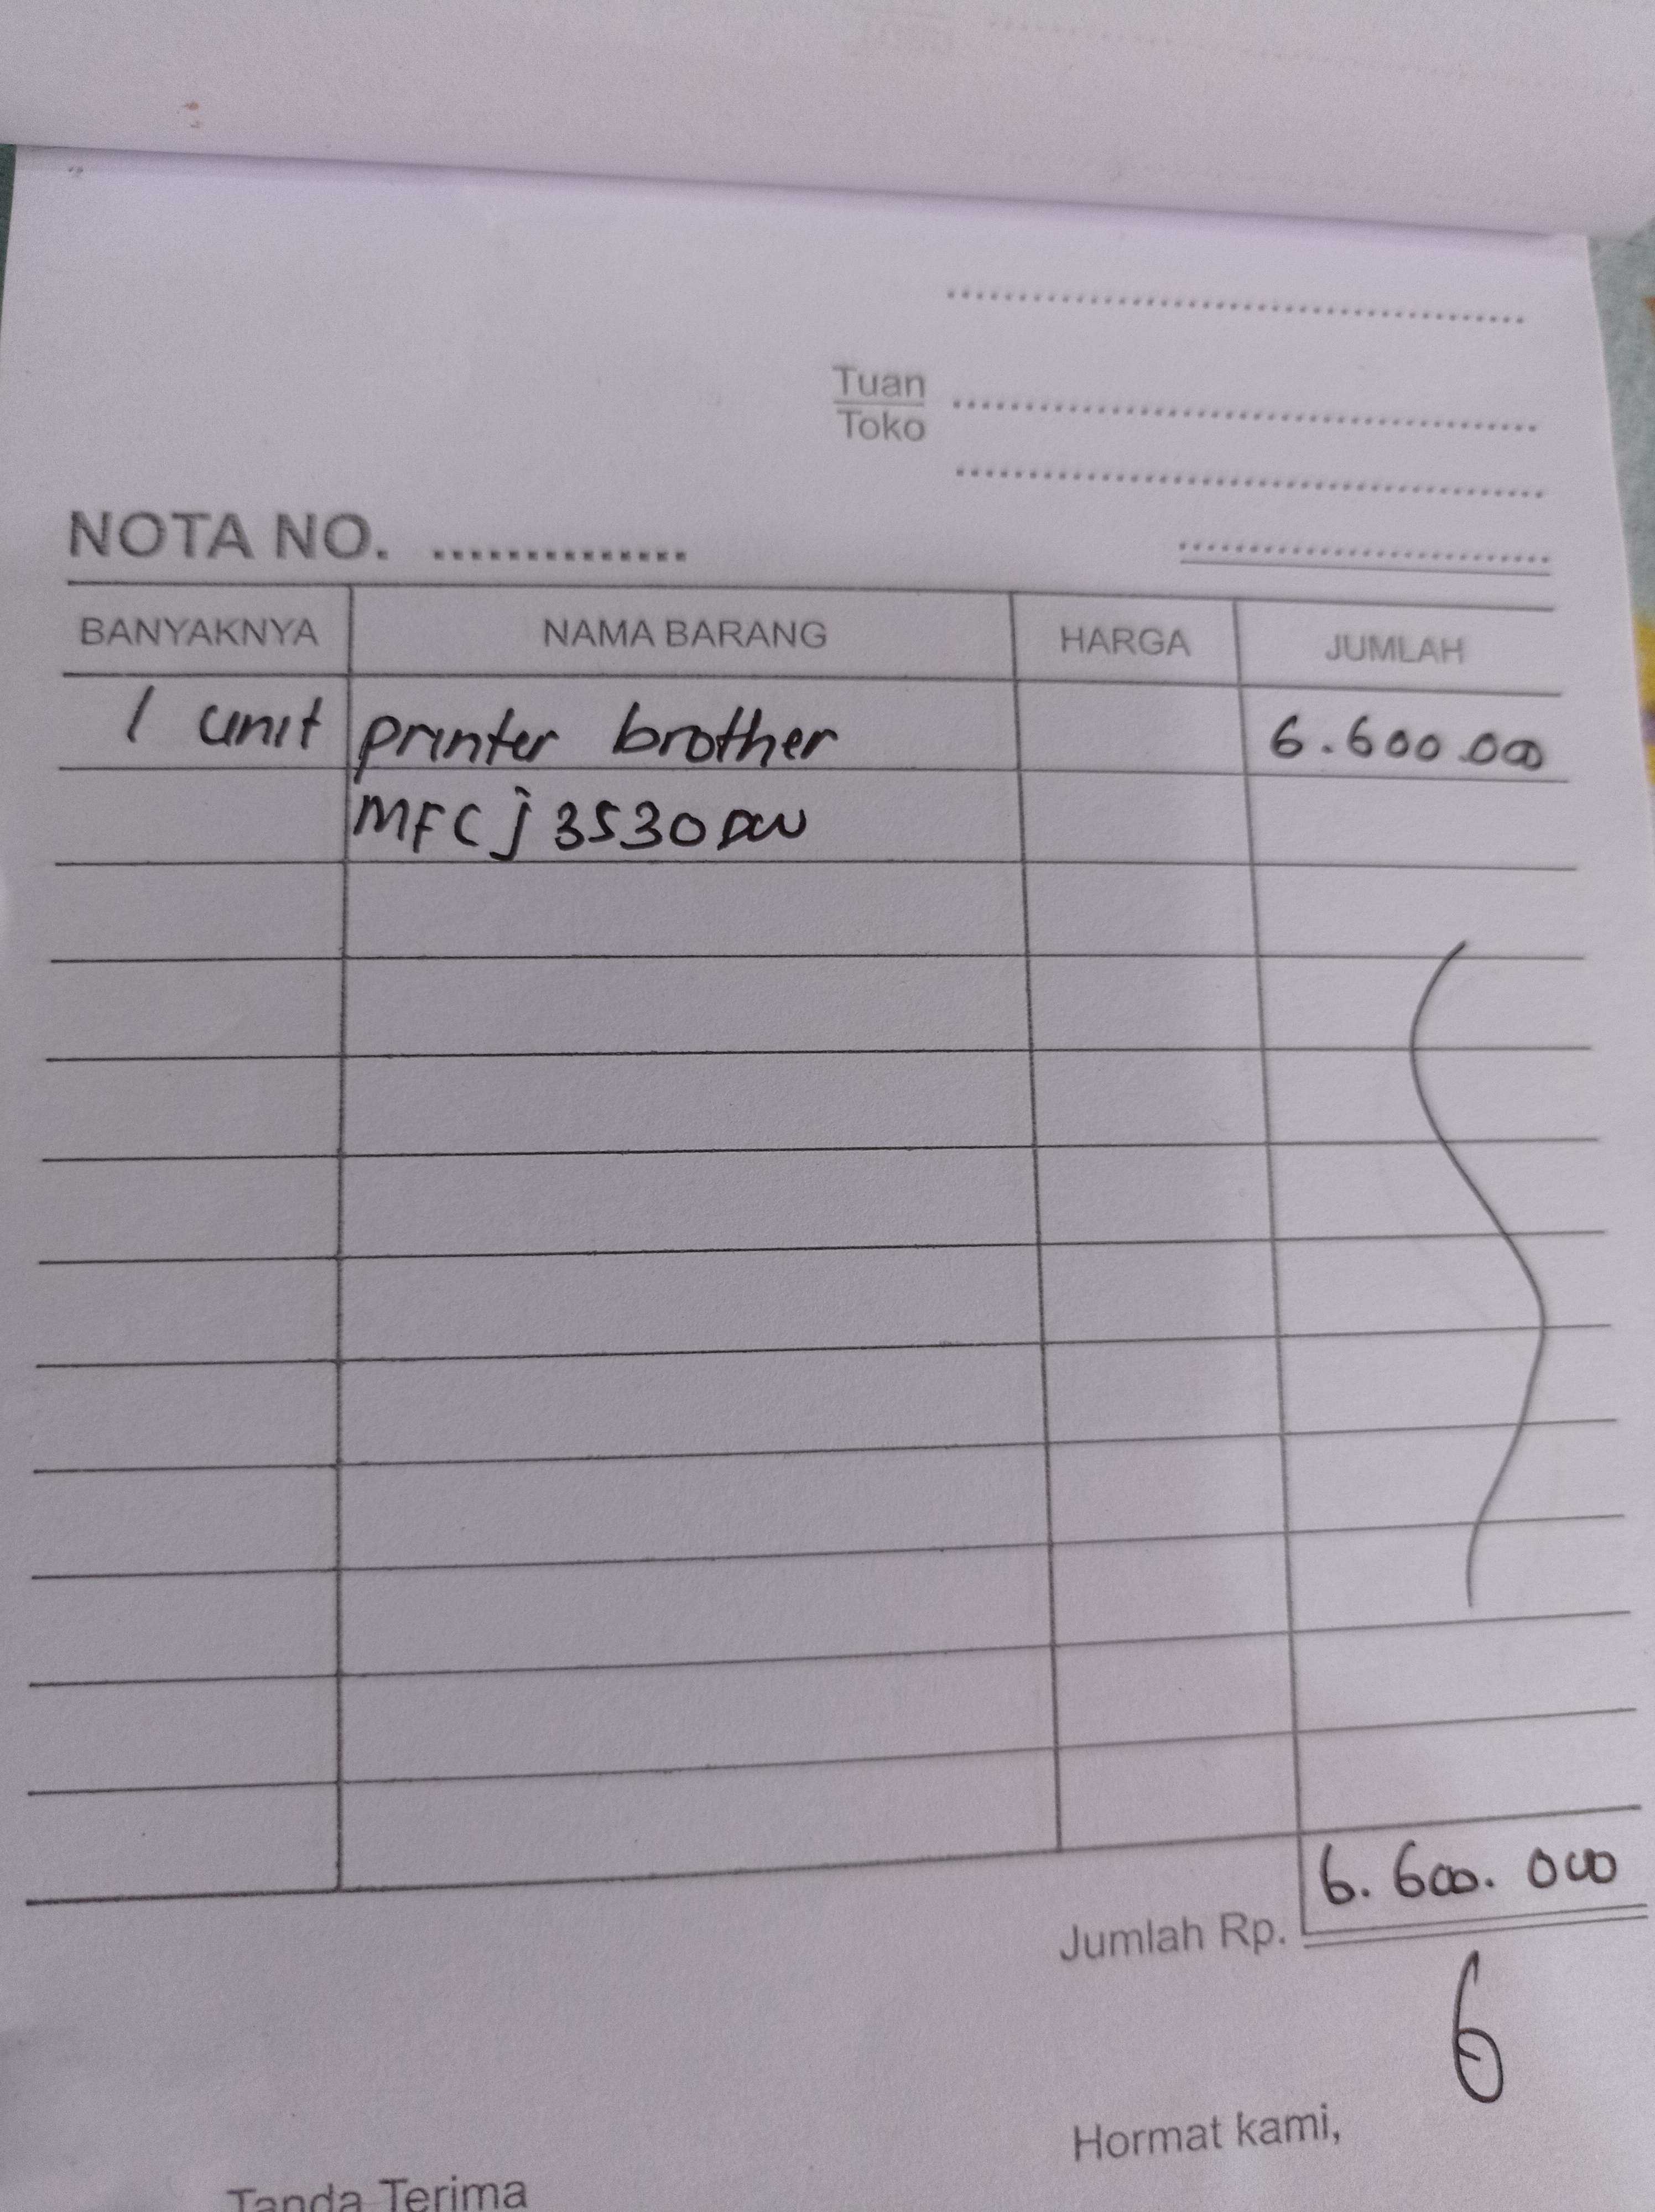 Tuan
Toko
NOTA NO. ..............
BANYAKNYA NAMA BARANG HARGA JUMLAH
1 unit printer brother 6.600.000
MFC j 3530 DW
6.600.000
Jumlah Rp.
6
Hormat kami,
Tanda Terima